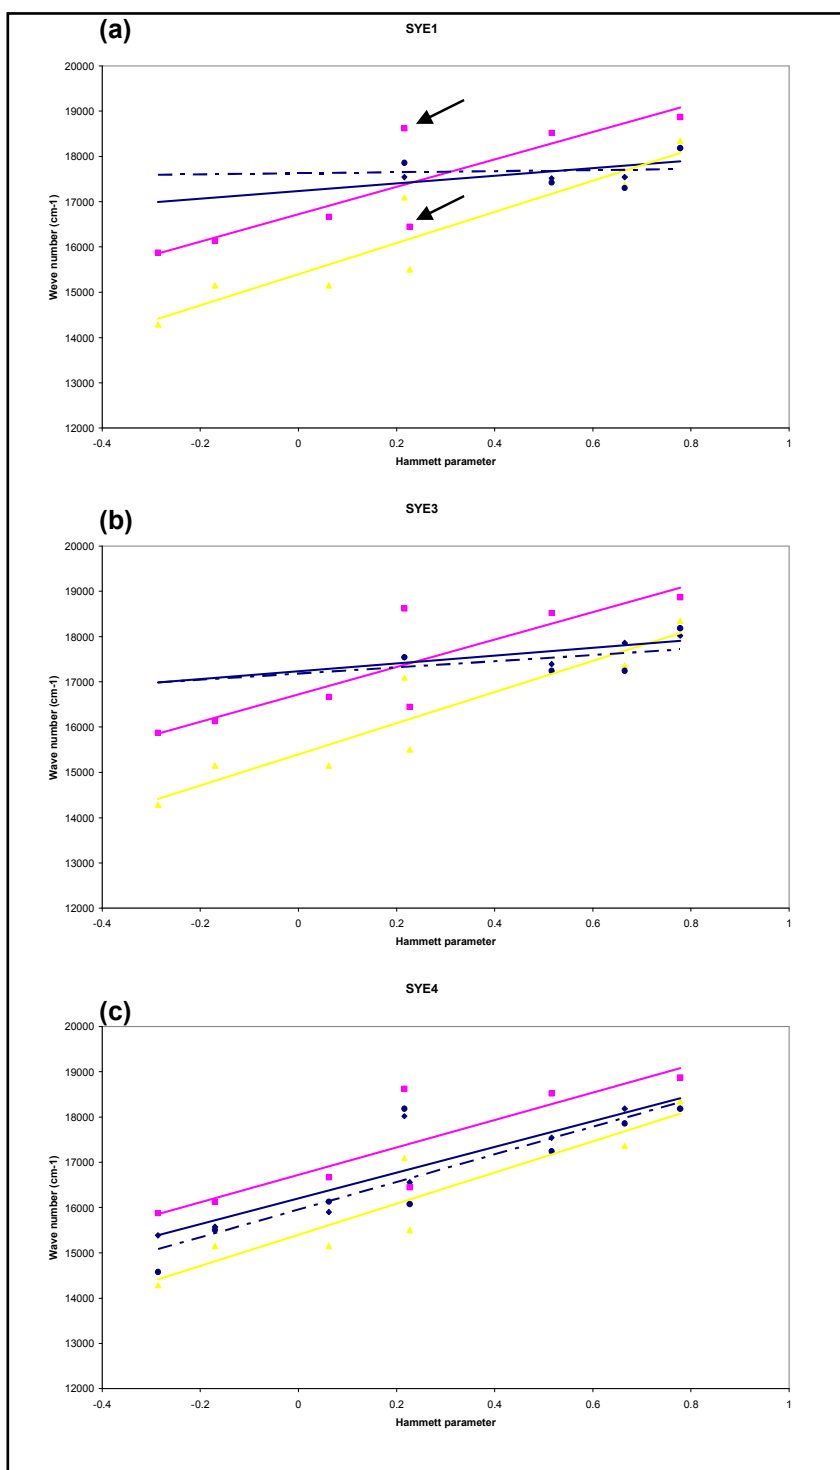 (a)
SYE1
20000
19000
18000
17000
16000
15000
14000
13000
12000
-0.4 -0.2 0 0.2 0.4 0.6 0.8 1
Weve number (cm-1)
Hammett parameter
(b)
SYE3
20000
19000
18000
17000
16000
15000
14000
13000
12000
-0.4 -0.2 0 0.2 0.4 0.6 0.8 1
Wave number (cm-1)
Hammett parameter
(c)
SYE4
20000
19000
18000
17000
16000
15000
14000
13000
12000
-0.4 -0.2 0 0.2 0.4 0.6 0.8 1
Wave number (cm-1)
Hammett parameter